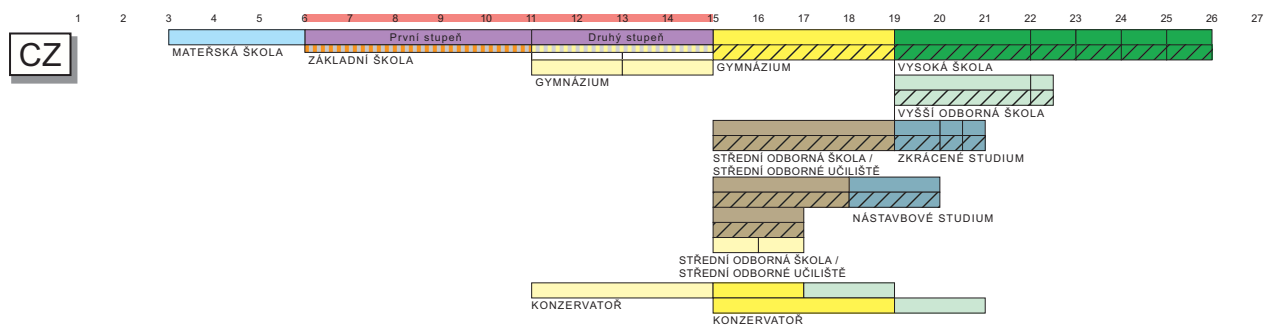 1 2 3 4 5 6 7 8 9 10 11 12 13 14 15 16 17 18 19 20 21 22 23 24 25 26 27
CZ
První stupeň Druhý stupeň
MATEŘSKÁ ŠKOLA ZÁKLADNÍ ŠKOLA GYMNÁZIUM VYSOKÁ ŠKOLA
GYMNÁZIUM
VYŠŠÍ ODBORNÁ ŠKOLA
STŘEDNÍ ODBORNÁ ŠKOLA / ZKRÁCENÉ STUDIUM
STŘEDNÍ ODBORNÉ UČILIŠTĚ
NÁSTAVBOVÉ STUDIUM
STŘEDNÍ ODBORNÁ ŠKOLA /
STŘEDNÍ ODBORNÉ UČILIŠTĚ
KONZERVATOŘ
KONZERVATOŘ